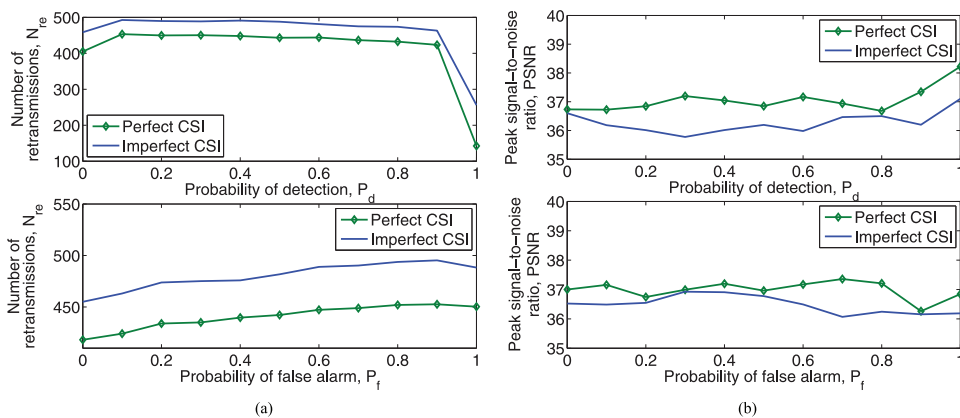 Number of
retransmissions, N_re
500
400
300
200
100
Perfect CSI
Imperfect CSI
0 0.2 0.4 0.6 0.8 1
Probability of detection, P_d
Number of
retransmissions, N_re
550
500
450
Perfect CSI
Imperfect CSI
0 0.2 0.4 0.6 0.8 1
Probability of false alarm, P_f
(a)
Peak signal-to-noise
ratio, PSNR
40
39
38
37
36
35
Perfect CSI
Imperfect CSI
0 0.2 0.4 0.6 0.8 1
Probability of detection, P_d
Peak signal-to-noise
ratio, PSNR
40
39
38
37
36
35
Perfect CSI
Imperfect CSI
0 0.2 0.4 0.6 0.8 1
Probability of false alarm, P_f
(b)